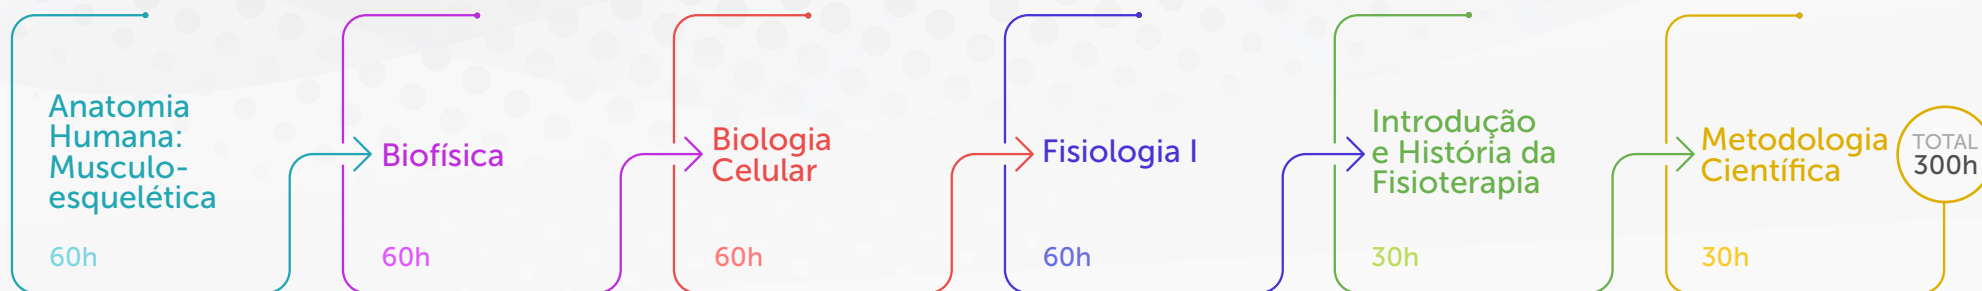 Anatomia
Humana:
Musculo-
esquelética
60h
Biofísica
60h
Biologia
Celular
60h
Fisiologia I
60h
Introdução
e História da
Fisioterapia
30h
Metodologia
Científica
30h
TOTAL
300h